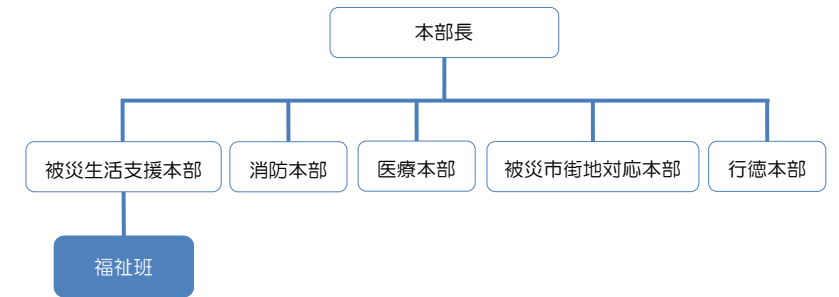 本部長
被災生活支援本部
消防本部
医療本部
被災市街地対応本部
行徳本部
福祉班